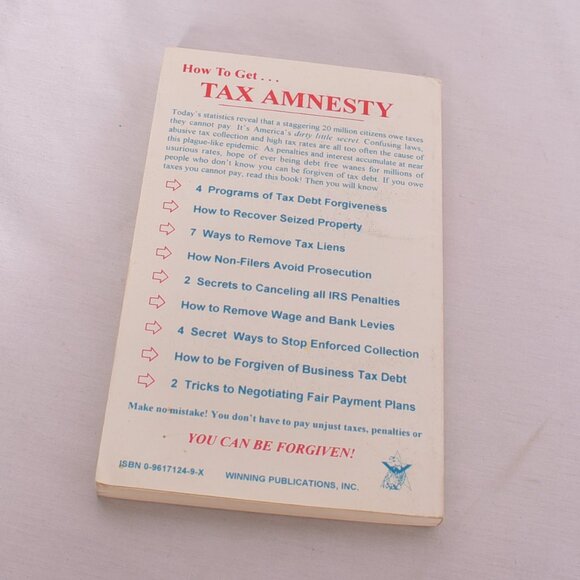 How To Get . . .
TAX AMNESTY
Today's statistics reveal that a staggering 20 million citizens owe taxes
they cannot pay. It's America's dirty little secret. Confusing laws,
abusive tax collection and high tax rates are all too often the cause of
this plague-like epidemic. As penalties and interest accumulate at near
usurious rates, hope of ever being debt free wanes for millions of
people who don't know you can be forgiven of tax debt. If you owe
taxes you cannot pay, read this book! Then you will know
4 Programs of Tax Debt Forgiveness
How to Recover Seized Property
7 Ways to Remove Tax Liens
How Non-Filers Avoid Prosecution
2 Secrets to Canceling all IRS Penalties
How to Remove Wage and Bank Levies
4 Secret Ways to Stop Enforced Collection
How to be Forgiven of Business Tax Debt
2 Tricks to Negotiating Fair Payment Plans
Make no mistake! You don't have to pay unjust taxes, penalties or
YOU CAN BE FORGIVEN!
ISBN 0-9617124-9-X WINNING PUBLICATIONS, INC.